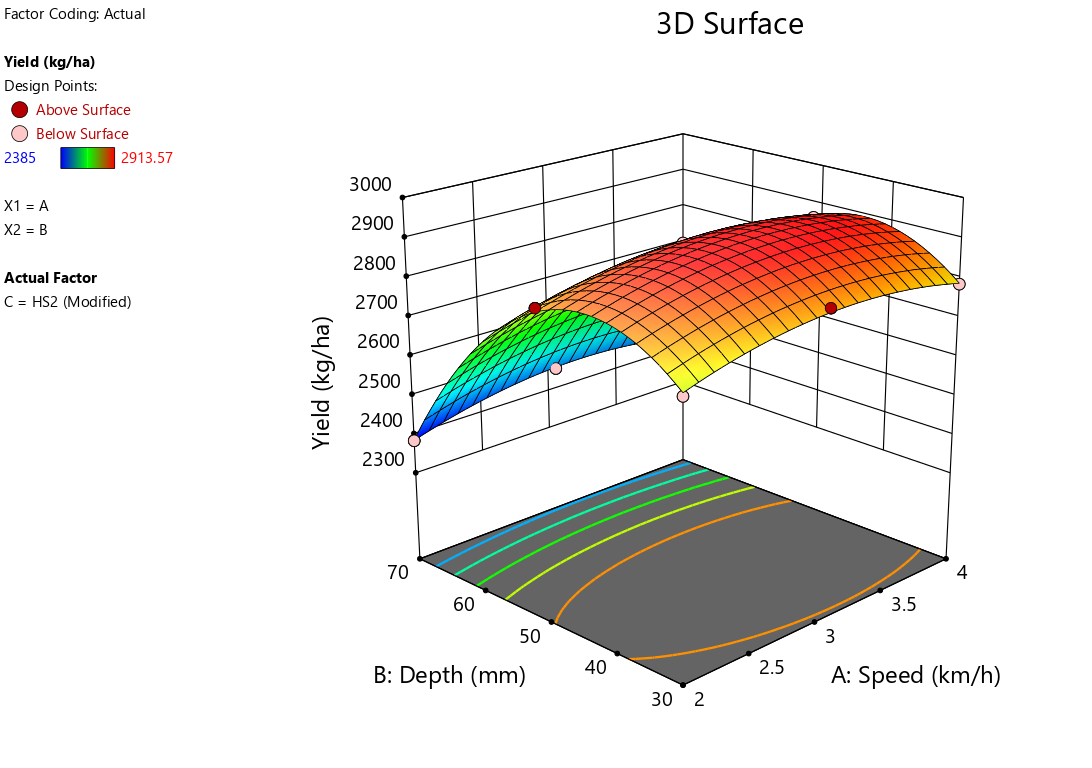 Factor Coding: Actual
3D Surface
Yield (kg/ha)
Design Points:
Above Surface
Below Surface
2385 2913.57
X1 = A
X2 = B
Actual Factor
C = HS2 (Modified)
3000
2900
2800
2700
2600
2500
2400
2300
Yield (kg/ha)
70
60
50
40
30
2
2.5
3
3.5
4
B: Depth (mm)
A: Speed (km/h)